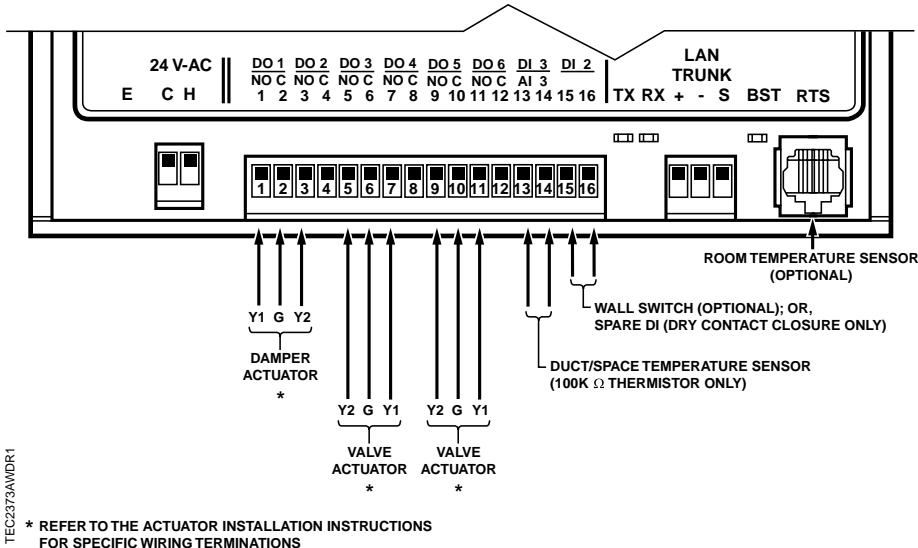 LAN
24 V-AC DO 1 DO 2 DO 3 DO 4 DO 5 DO 6 DI 3 DI 2 TRUNK
NO C NO C NO C NO C NO C NO C AI 3
E C H 1 2 3 4 5 6 7 8 9 10 11 12 13 14 15 16 TX RX + - S BST RTS
1 2 3 4 5 6 7 8 9 10 11 12 13 14 15 16
ROOM TEMPERATURE SENSOR
(OPTIONAL)
WALL SWITCH (OPTIONAL); OR,
SPARE DI (DRY CONTACT CLOSURE ONLY)
Y1 G Y2
DAMPER
ACTUATOR
*
DUCT/SPACE TEMPERATURE SENSOR
(100K Ω THERMISTOR ONLY)
Y2 G Y1 Y2 G Y1
VALVE VALVE
ACTUATOR ACTUATOR
* *
TEC2373AWDR1
* REFER TO THE ACTUATOR INSTALLATION INSTRUCTIONS
FOR SPECIFIC WIRING TERMINATIONS